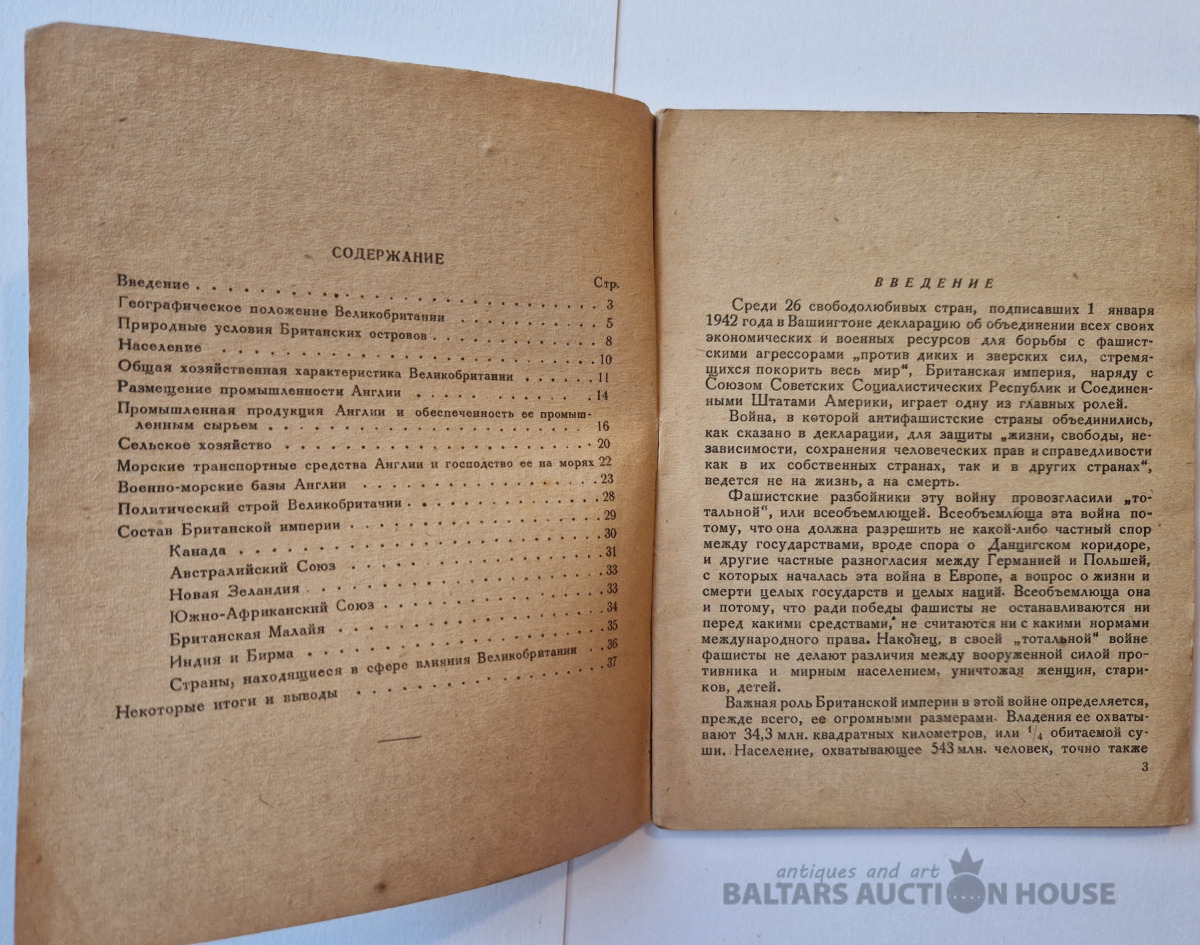 СОДЕРЖАНИЕ
Стр.
Введение . . . . . . . . . . . . . . . . . . . . 3
Географическое положение Великобритании . . . . . . . . 5
Природные условия Британских островов . . . . . . . . . 8
Население . . . . . . . . . . . . . . . . . . . 10
Общая хозяйственная характеристика Великобритании . . . . . . 11
Размещение промышленности Англии . . . . . . . . . . 14
Промышленная продукция Англии и обеспеченность ее промыш-
ленным сырьем . . . . . . . . . . . . . . . . . 16
Сельское хозяйство . . . . . . . . . . . . . . . . 20
Морские транспортные средства Англии и господство ее на морях 22
Военно-морские базы Англии . . . . . . . . . . . . . 23
Политический строй Великобритании . . . . . . . . . . . 28
Состав Британской империи . . . . . . . . . . . . . 29
Канада . . . . . . . . . . . . . . . . . . 30
Австралийский Союз . . . . . . . . . . . . . 31
Новая Зеландия . . . . . . . . . . . . . . . 33
Южно-Африканский Союз . . . . . . . . . . . . 33
Британская Малайя . . . . . . . . . . . . . . 34
Индия и Бирма . . . . . . . . . . . . . . . 35
Страны, находящиеся в сфере влияния Великобритании . . 36
Некоторые итоги и выводы . . . . . . . . . . . . . 37
ВВЕДЕНИЕ
Среди 26 свободолюбивых стран, подписавших 1 января
1942 года в Вашингтоне декларацию об объединении всех своих
экономических и военных ресурсов для борьбы с фашист-
скими агрессорами „против диких и зверских сил, стремя-
щихся покорить весь мир“, Британская империя, наряду с
Союзом Советских Социалистических Республик и Соединен-
ными Штатами Америки, играет одну из главных ролей.
Война, в которой антифашистские страны объединились,
как сказано в декларации, для защиты „жизни, свободы, не-
зависимости, сохранения человеческих прав и справедливости
как в их собственных странах, так и в других странах“,
ведется не на жизнь, а на смерть.
Фашистские разбойники эту войну провозгласили „то-
тальной“, или всеобъемлющей. Всеобъемлюща эта война по-
тому, что она должна разрешить не какой-либо частный спор
между государствами, вроде спора о Данцигском коридоре,
и другие частные разногласия между Германией и Польшей,
с которых началась эта война в Европе, а вопрос о жизни и
смерти целых государств и целых наций. Всеобъемлюща она
и потому, что ради победы фашисты не останавливаются ни
перед какими средствами, не считаются ни с какими нормами
международного права. Наконец, в своей „тотальной“ войне
фашисты не делают различия между вооруженной силой про-
тивника и мирным населением, уничтожая женщин, стари-
ков, детей.
Важная роль Британской империи в этой войне определяется,
прежде всего, ее огромными размерами. Владения ее охваты-
вают 34,3 млн. квадратных километров, или 1/4 обитаемой су-
ши. Население, охватывающее 543 млн. человек, точно также
3
antiques and art
BALTARS AUCTION HOUSE